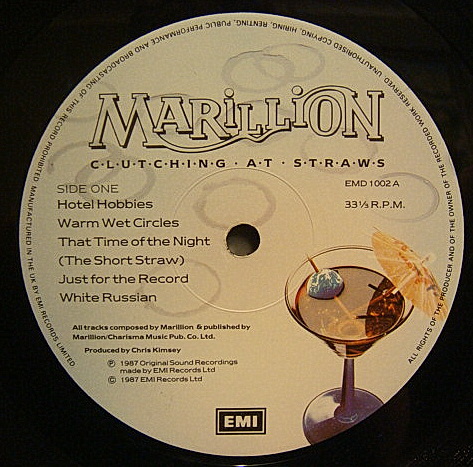 MARILLION
CLUTCHING·AT·STRAWS
SIDE ONE
EMD 1002 A
Hotel Hobbies
33⅓ R.P.M.
Warm Wet Circles
That Time of the Night
(The Short Straw)
Just for the Record
White Russian
All tracks composed by Marillion & published by
Marillion/Charisma Music Pub. Co. Ltd.
Produced by Chris Kimsey
Ⓟ 1987 Original Sound Recordings
made by EMI Records Ltd
© 1987 EMI Records Ltd
EMI
MANUFACTURED IN THE UK BY EMI RECORDS LIMITED
ALL RIGHTS OF THE PRODUCER AND OF THE OWNER OF THE RECORDED WORK RESERVED UNAUTHORISED COPYING, HIRING, RENTING, PUBLIC PERFORMANCE AND BROADCASTING OF THIS RECORD PROHIBITED